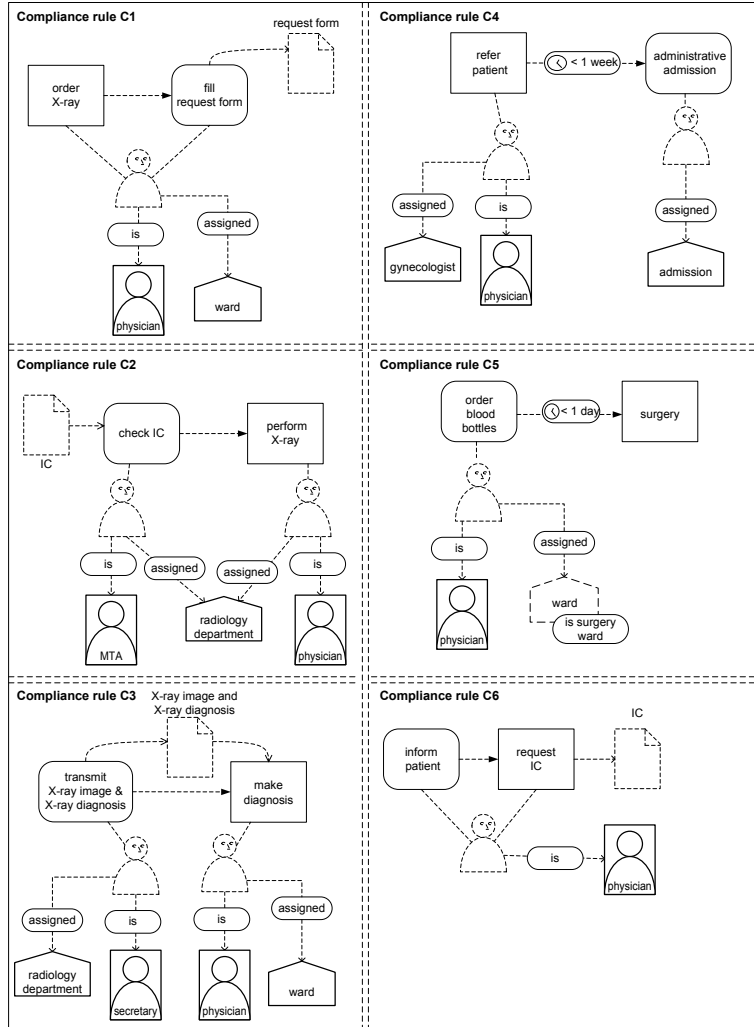 Compliance rule C1
request form
order
X-ray
fill
request form
is
assigned
physician
ward
Compliance rule C4
refer
patient
< 1 week
administrative
admission
assigned
is
assigned
gynecologist
physician
admission
Compliance rule C2
IC
check IC
perform
X-ray
is
assigned
assigned
is
MTA
radiology
department
physician
Compliance rule C5
order
blood
bottles
< 1 day
surgery
is
assigned
physician
ward
is surgery
ward
Compliance rule C3
X-ray image and
X-ray diagnosis
transmit
X-ray image &
X-ray diagnosis
make
diagnosis
assigned
is
is
assigned
radiology
department
secretary
physician
ward
Compliance rule C6
IC
inform
patient
request
IC
is
physician